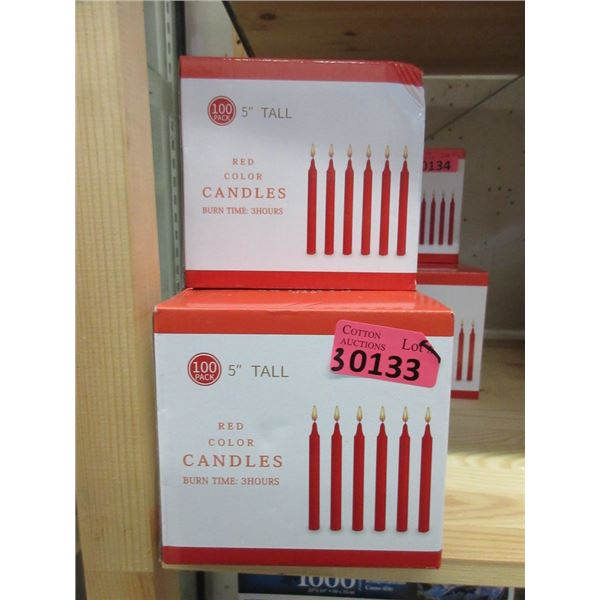 100
PACK
5" TALL
RED
COLOR
CANDLES
BURN TIME: 3HOURS
0134
COTTON
AUCTIONS
Lot
30133
100
PACK
5" TALL
RED
COLOR
CANDLES
BURN TIME: 3HOURS
1000